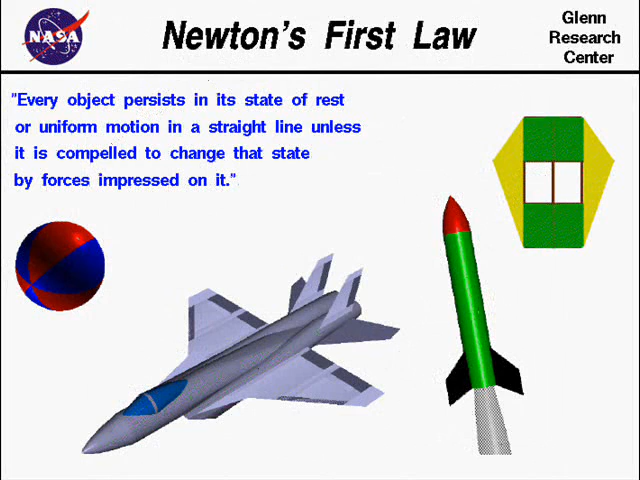 NASA
Newton's First Law
Glenn
Research
Center
"Every object persists in its state of rest
or uniform motion in a straight line unless
it is compelled to change that state
by forces impressed on it."